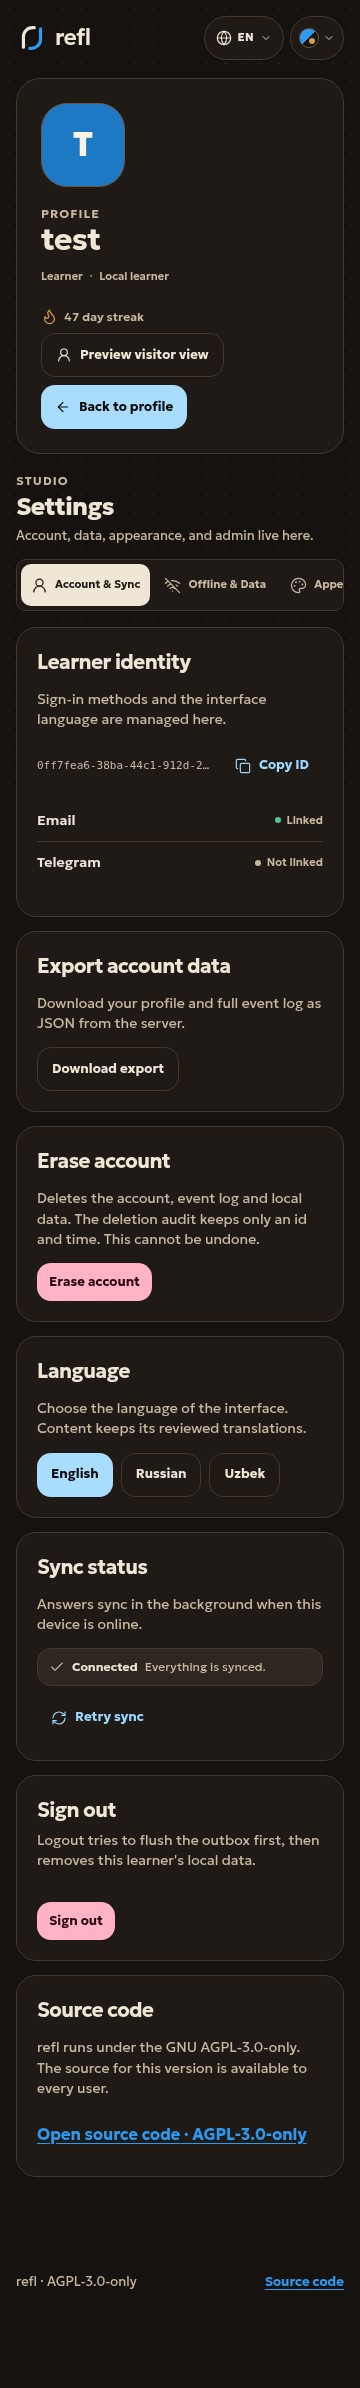 refl
EN
T
PROFILE
test
Learner · Local learner
47 day streak
Preview visitor view
Back to profile
STUDIO
Settings
Account, data, appearance, and admin live here.
Account & Sync
Offline & Data
Appe
Learner identity
Sign-in methods and the interface
language are managed here.
0ff7fea6-38ba-44c1-912d-2…
Copy ID
Email
Linked
Telegram
Not linked
Export account data
Download your profile and full event log as
JSON from the server.
Download export
Erase account
Deletes the account, event log and local
data. The deletion audit keeps only an id
and time. This cannot be undone.
Erase account
Language
Choose the language of the interface.
Content keeps its reviewed translations.
English
Russian
Uzbek
Sync status
Answers sync in the background when this
device is online.
Connected Everything is synced.
Retry sync
Sign out
Logout tries to flush the outbox first, then
removes this learner's local data.
Sign out
Source code
refl runs under the GNU AGPL-3.0-only.
The source for this version is available to
every user.
Open source code · AGPL-3.0-only
refl · AGPL-3.0-only
Source code